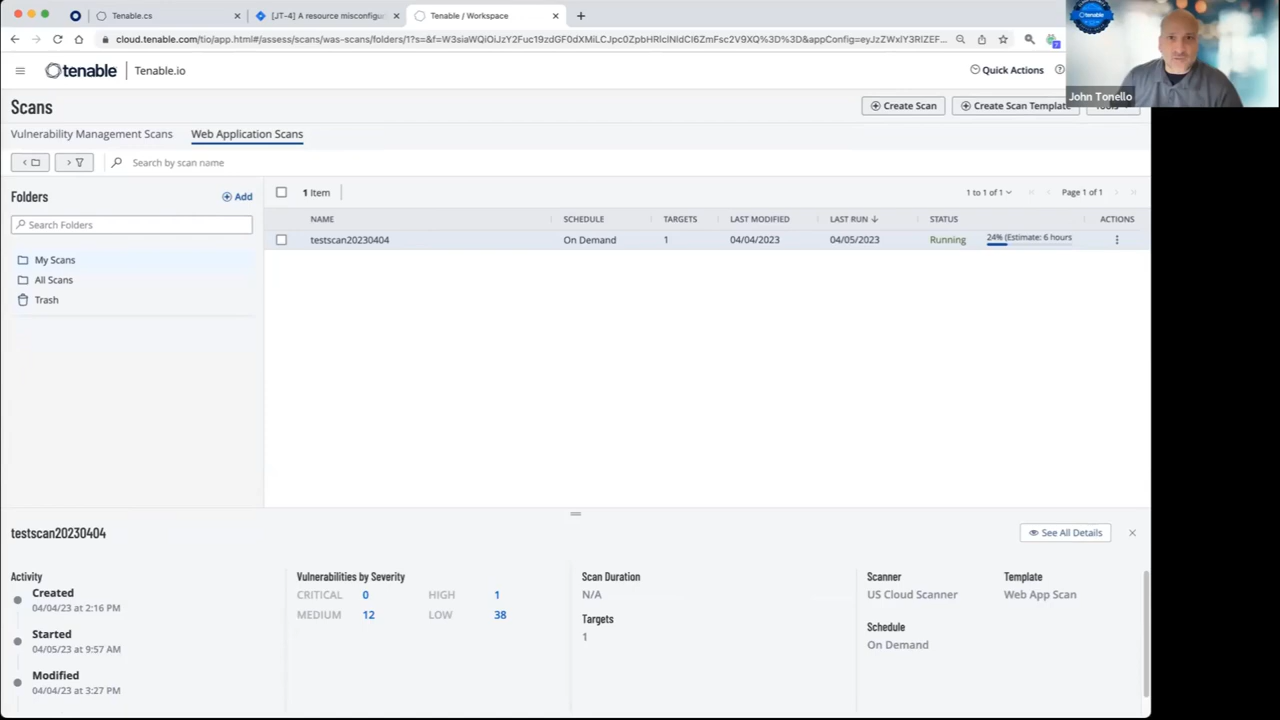 Tenable.cs
[JT-4] A resource misconfigu
Tenable / Workspace
cloud.tenable.com/tio/app.html#/assess/scans/was-scans/folders/1?s=&f=W3siaWQiOiJzY2Fuc19zdGF0dXMiLCJpc0ZpbHRlciNldCI6ZmFsc2V9XQ%3D%3D&appConfig=eyJzZWxlY3RlZEF...
tenable
Tenable.io
Quick Actions
tenable
John Tonello
Scans
Create Scan
Create Scan Template
Tools
Vulnerability Management Scans
Web Application Scans
Search by scan name
Folders
Add
Search Folders
My Scans
All Scans
Trash
1 Item
1 to 1 of 1
Page 1 of 1
NAME
SCHEDULE
TARGETS
LAST MODIFIED
LAST RUN
STATUS
ACTIONS
testscan20230404
On Demand
1
04/04/2023
04/05/2023
Running
24% (Estimate: 6 hours
testscan20230404
See All Details
Activity
Created
04/04/23 at 2:16 PM
Started
04/05/23 at 9:57 AM
Modified
04/04/23 at 3:27 PM
Vulnerabilities by Severity
CRITICAL 0 HIGH 1
MEDIUM 12 LOW 38
Scan Duration
N/A
Targets
1
Scanner
US Cloud Scanner
Schedule
On Demand
Template
Web App Scan